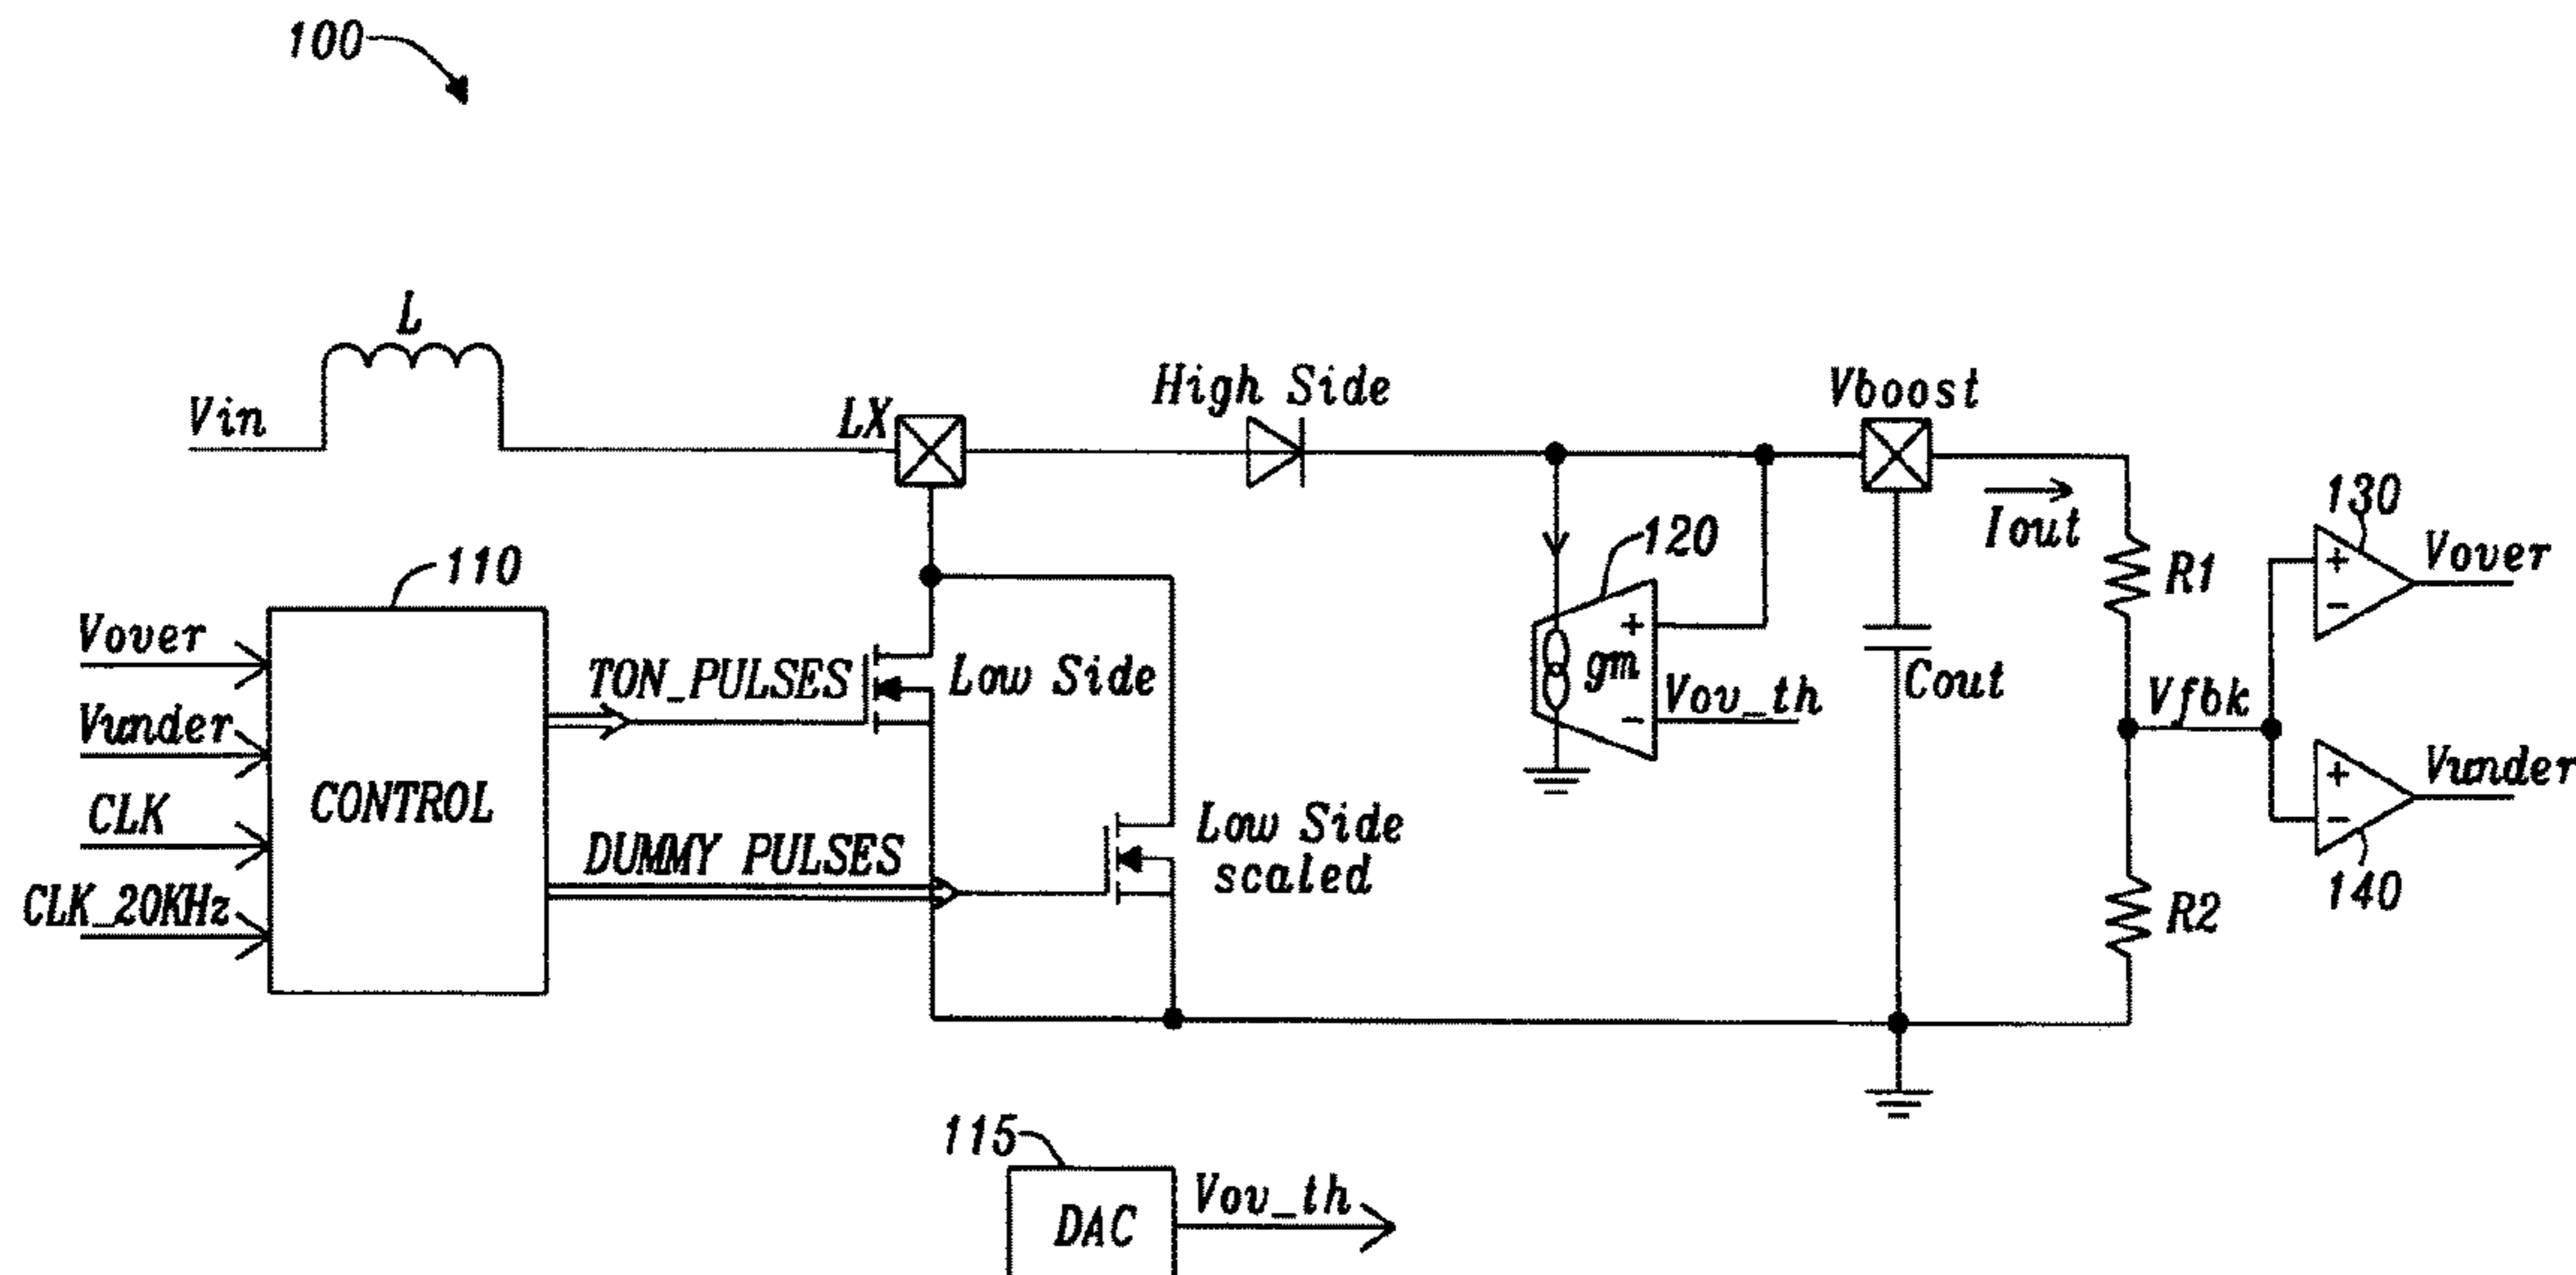 100
L
Vin
LX
High Side
Vboost
Iout
130
+
-
Vover
R1
110
120
Vover
Vunder
CLK
CLK_20KHz
CONTROL
TON_PULSES
Low Side
DUMMY PULSES
Low Side
scaled
+
gm
Vov_th
-
Cout
Vfbk
+
-
Vunder
140
R2
115
DAC
Vov_th